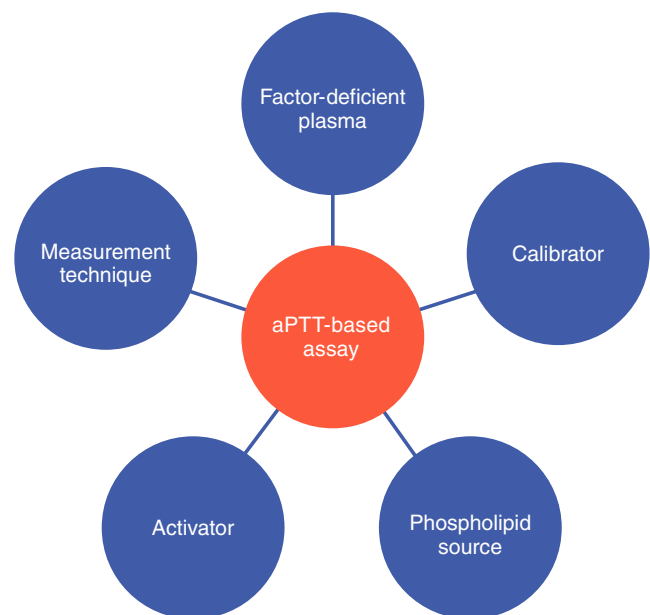 Factor-deficient
plasma
Measurement
technique
Calibrator
aPTT-based
assay
Activator
Phospholipid
source